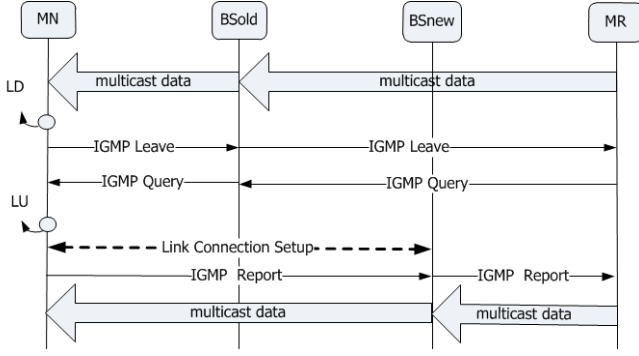 MN BSold BSnew MR
multicast data multicast data
LD
IGMP Leave IGMP Leave
IGMP Query IGMP Query
LU
Link Connection Setup
IGMP Report IGMP Report
multicast data multicast data